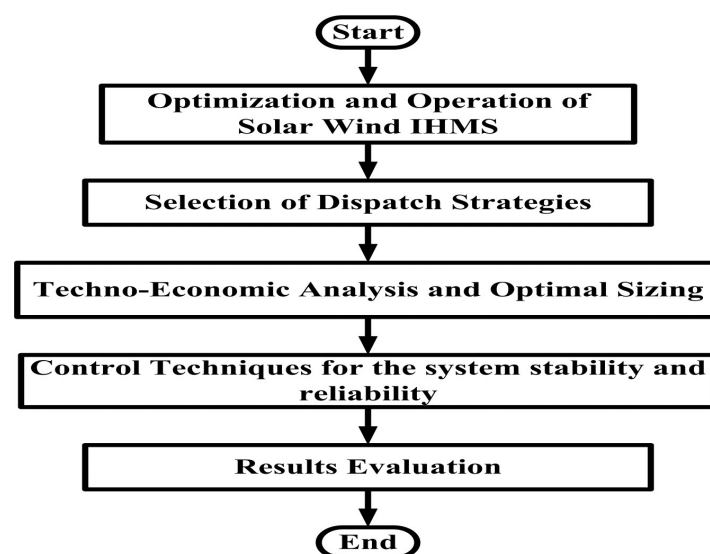 Start
Optimization and Operation of
Solar Wind IHMS
Selection of Dispatch Strategies
Techno-Economic Analysis and Optimal Sizing
Control Techniques for the system stability and
reliability
Results Evaluation
End